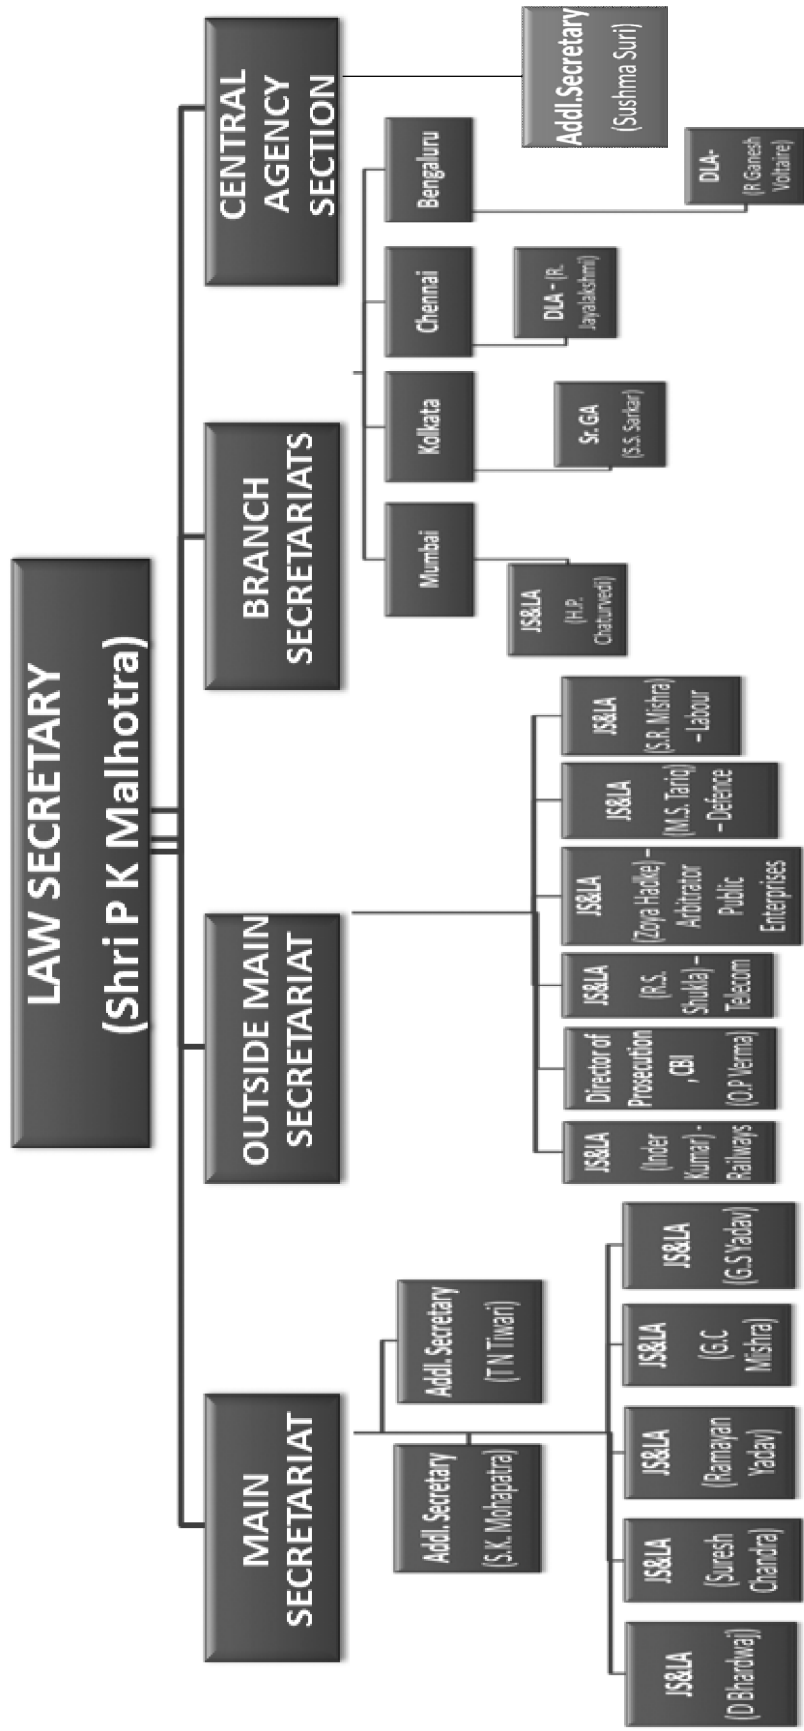 LAW SECRETARY
(Shri P K Malhotra)
MAIN
SECRETARIAT
OUTSIDE MAIN
SECRETARIAT
BRANCH
SECRETARIATS
CENTRAL
AGENCY
SECTION
Addl. Secretary
(S.K. Mohapatra)
Addl. Secretary
(T N Tiwari)
JS&LA
(D Bhardwaj)
JS&LA
(Suresh
Chandra)
JS&LA
(Ramayan
Yadav)
JS&LA
(G.C
Mishra)
JS&LA
(G.S Yadav)
JS&LA
(Inder
Kumar) -
Railways
Director of
Prosecution
, CBI
(O.P Verma)
JS&LA
(R.S.
Shukla) –
Telecom
JS&LA
(Zoya Hadke) –
Arbitrator
Public
Enterprises
JS&LA
(M.S. Tariq)
– Defence
JS&LA
(S.R. Mishra)
– Labour
Mumbai
JS&LA
(H.P.
Chaturvedi)
Kolkata
Sr. GA
(S.S. Sarkar)
Chennai
DLA – (R.
Jayalakshmi)
Bengaluru
DLA-
(R Ganesh
Voltaire)
Addl.Secretary
(Sushma Suri)